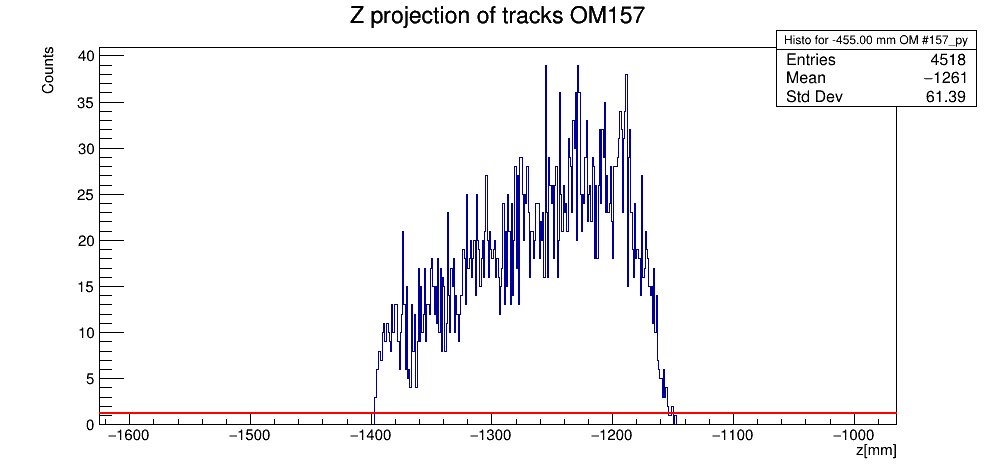 Z projection of tracks OM157
Histo for -455.00 mm OM #157_py
Entries 4518
Mean −1261
Std Dev 61.39
Counts
40
35
30
25
20
15
10
5
0
−1600 −1500 −1400 −1300 −1200 −1100 −1000
z[mm]